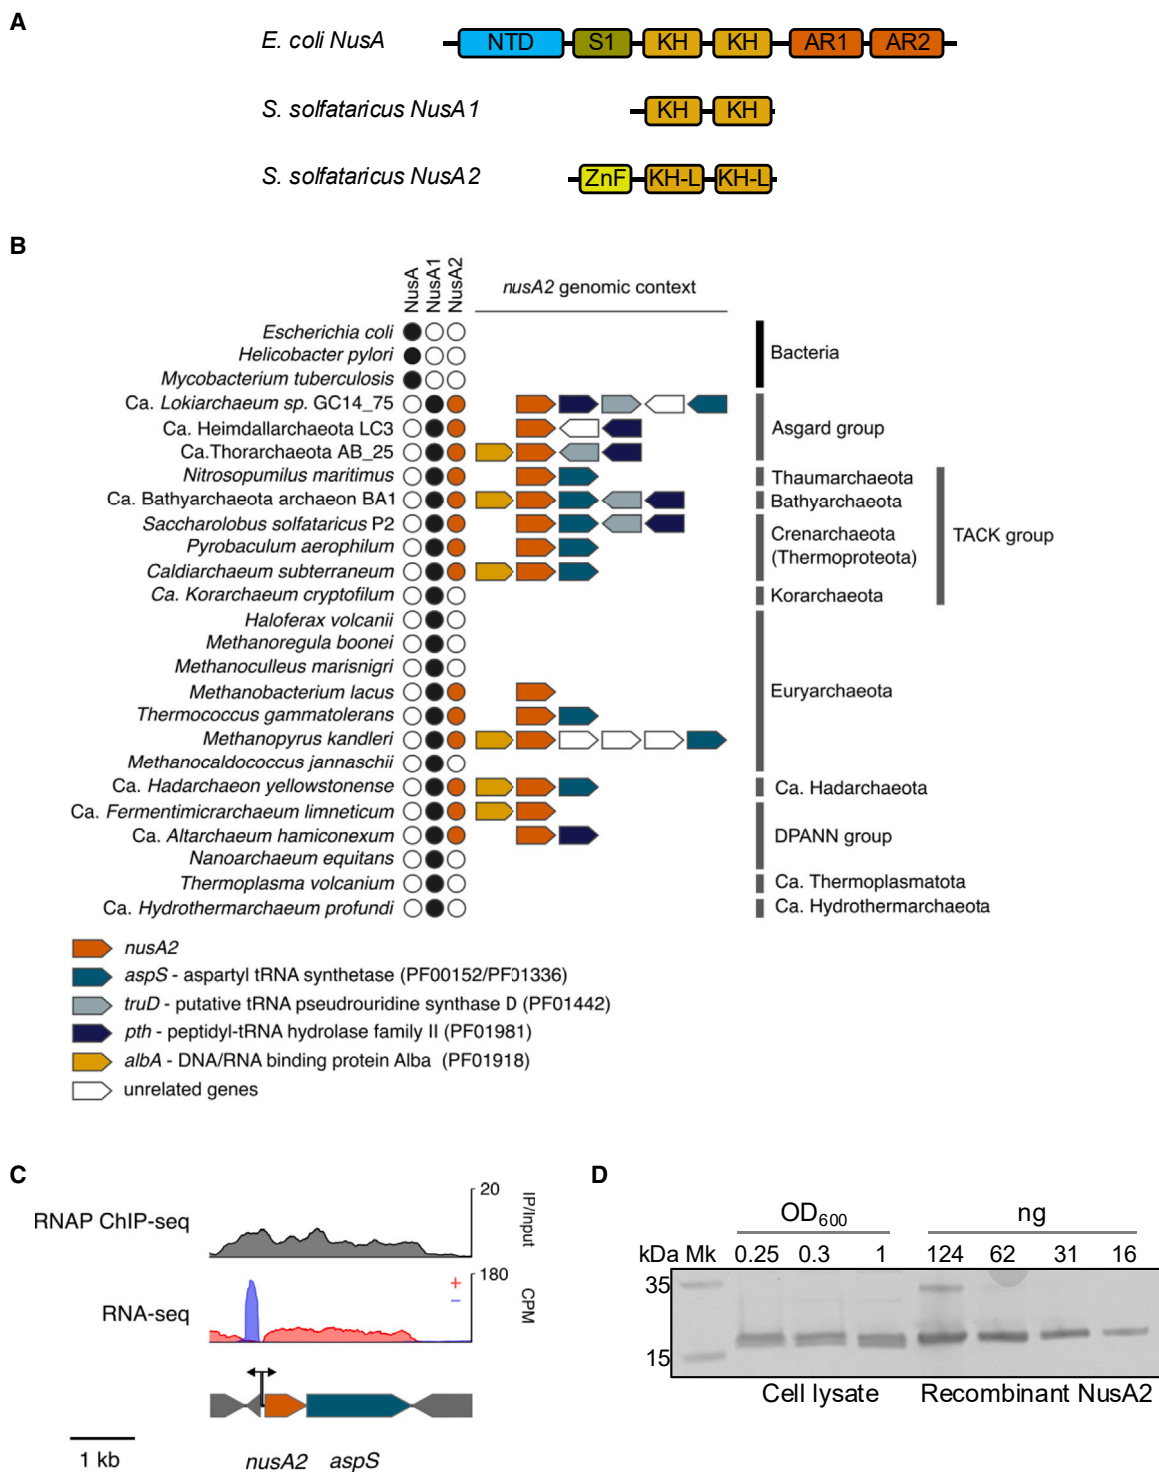 A
E. coli NusA NTD S1 KH KH AR1 AR2
S. solfataricus NusA1 KH KH
S. solfataricus NusA2 ZnF KH-L KH-L
B
NusA NusA1 NusA2 nusA2 genomic context
Escherichia coli
Helicobacter pylori
Bacteria
Mycobacterium tuberculosis
Ca. Lokiarchaeum sp. GC14_75
Ca. Heimdallarchaeota LC3
Asgard group
Ca.Thorarchaeota AB_25
Nitrosopumilus maritimus
Thaumarchaeota
Ca. Bathyarchaeota archaeon BA1
Bathyarchaeota
Saccharolobus solfataricus P2
Crenarchaeota
(Thermoproteota)
TACK group
Pyrobaculum aerophilum
Caldiarchaeum subterraneum
Ca. Korarchaeum cryptofilum
Korarchaeota
Haloferax volcanii
Methanoregula boonei
Methanoculleus marisnigri
Methanobacterium lacus
Euryarchaeota
Thermococcus gammatolerans
Methanopyrus kandleri
Methanocaldococcus jannaschii
Ca. Hadarchaeon yellowstonense
Ca. Hadarchaeota
Ca. Fermentimicrarchaeum limneticum
Ca. Altarchaeum hamiconexum
DPANN group
Nanoarchaeum equitans
Thermoplasma volcanium
Ca. Thermoplasmatota
Ca. Hydrothermarchaeum profundi
Ca. Hydrothermarchaeota
nusA2
aspS - aspartyl tRNA synthetase (PF00152/PF01336)
truD - putative tRNA pseudrouridine synthase D (PF01442)
pth - peptidyl-tRNA hydrolase family II (PF01981)
albA - DNA/RNA binding protein Alba (PF01918)
unrelated genes
C
RNAP ChIP-seq
20
IP/Input
RNA-seq
180
CPM
+
−
1 kb
nusA2 aspS
D
OD600 ng
kDa Mk 0.25 0.3 1 124 62 31 16
35
15
Cell lysate Recombinant NusA2